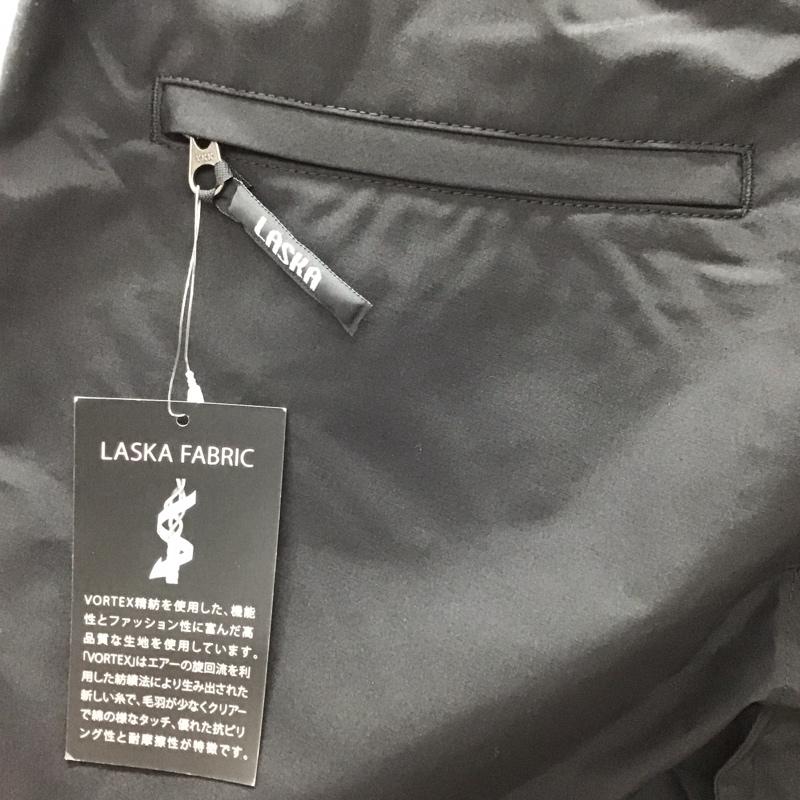 YKK
LASKA
LASKA FABRIC
VORTEX精紡を使用した、機能
性とファッション性に富んだ高
品質な生地を使用しています。
「VORTEX」はエアーの旋回流を利
用した紡績法により生み出された
新しい糸で、毛羽が少なくクリアー
で綿の様なタッチ、優れた抗ピリ
ング性と耐摩擦性が特徴です。